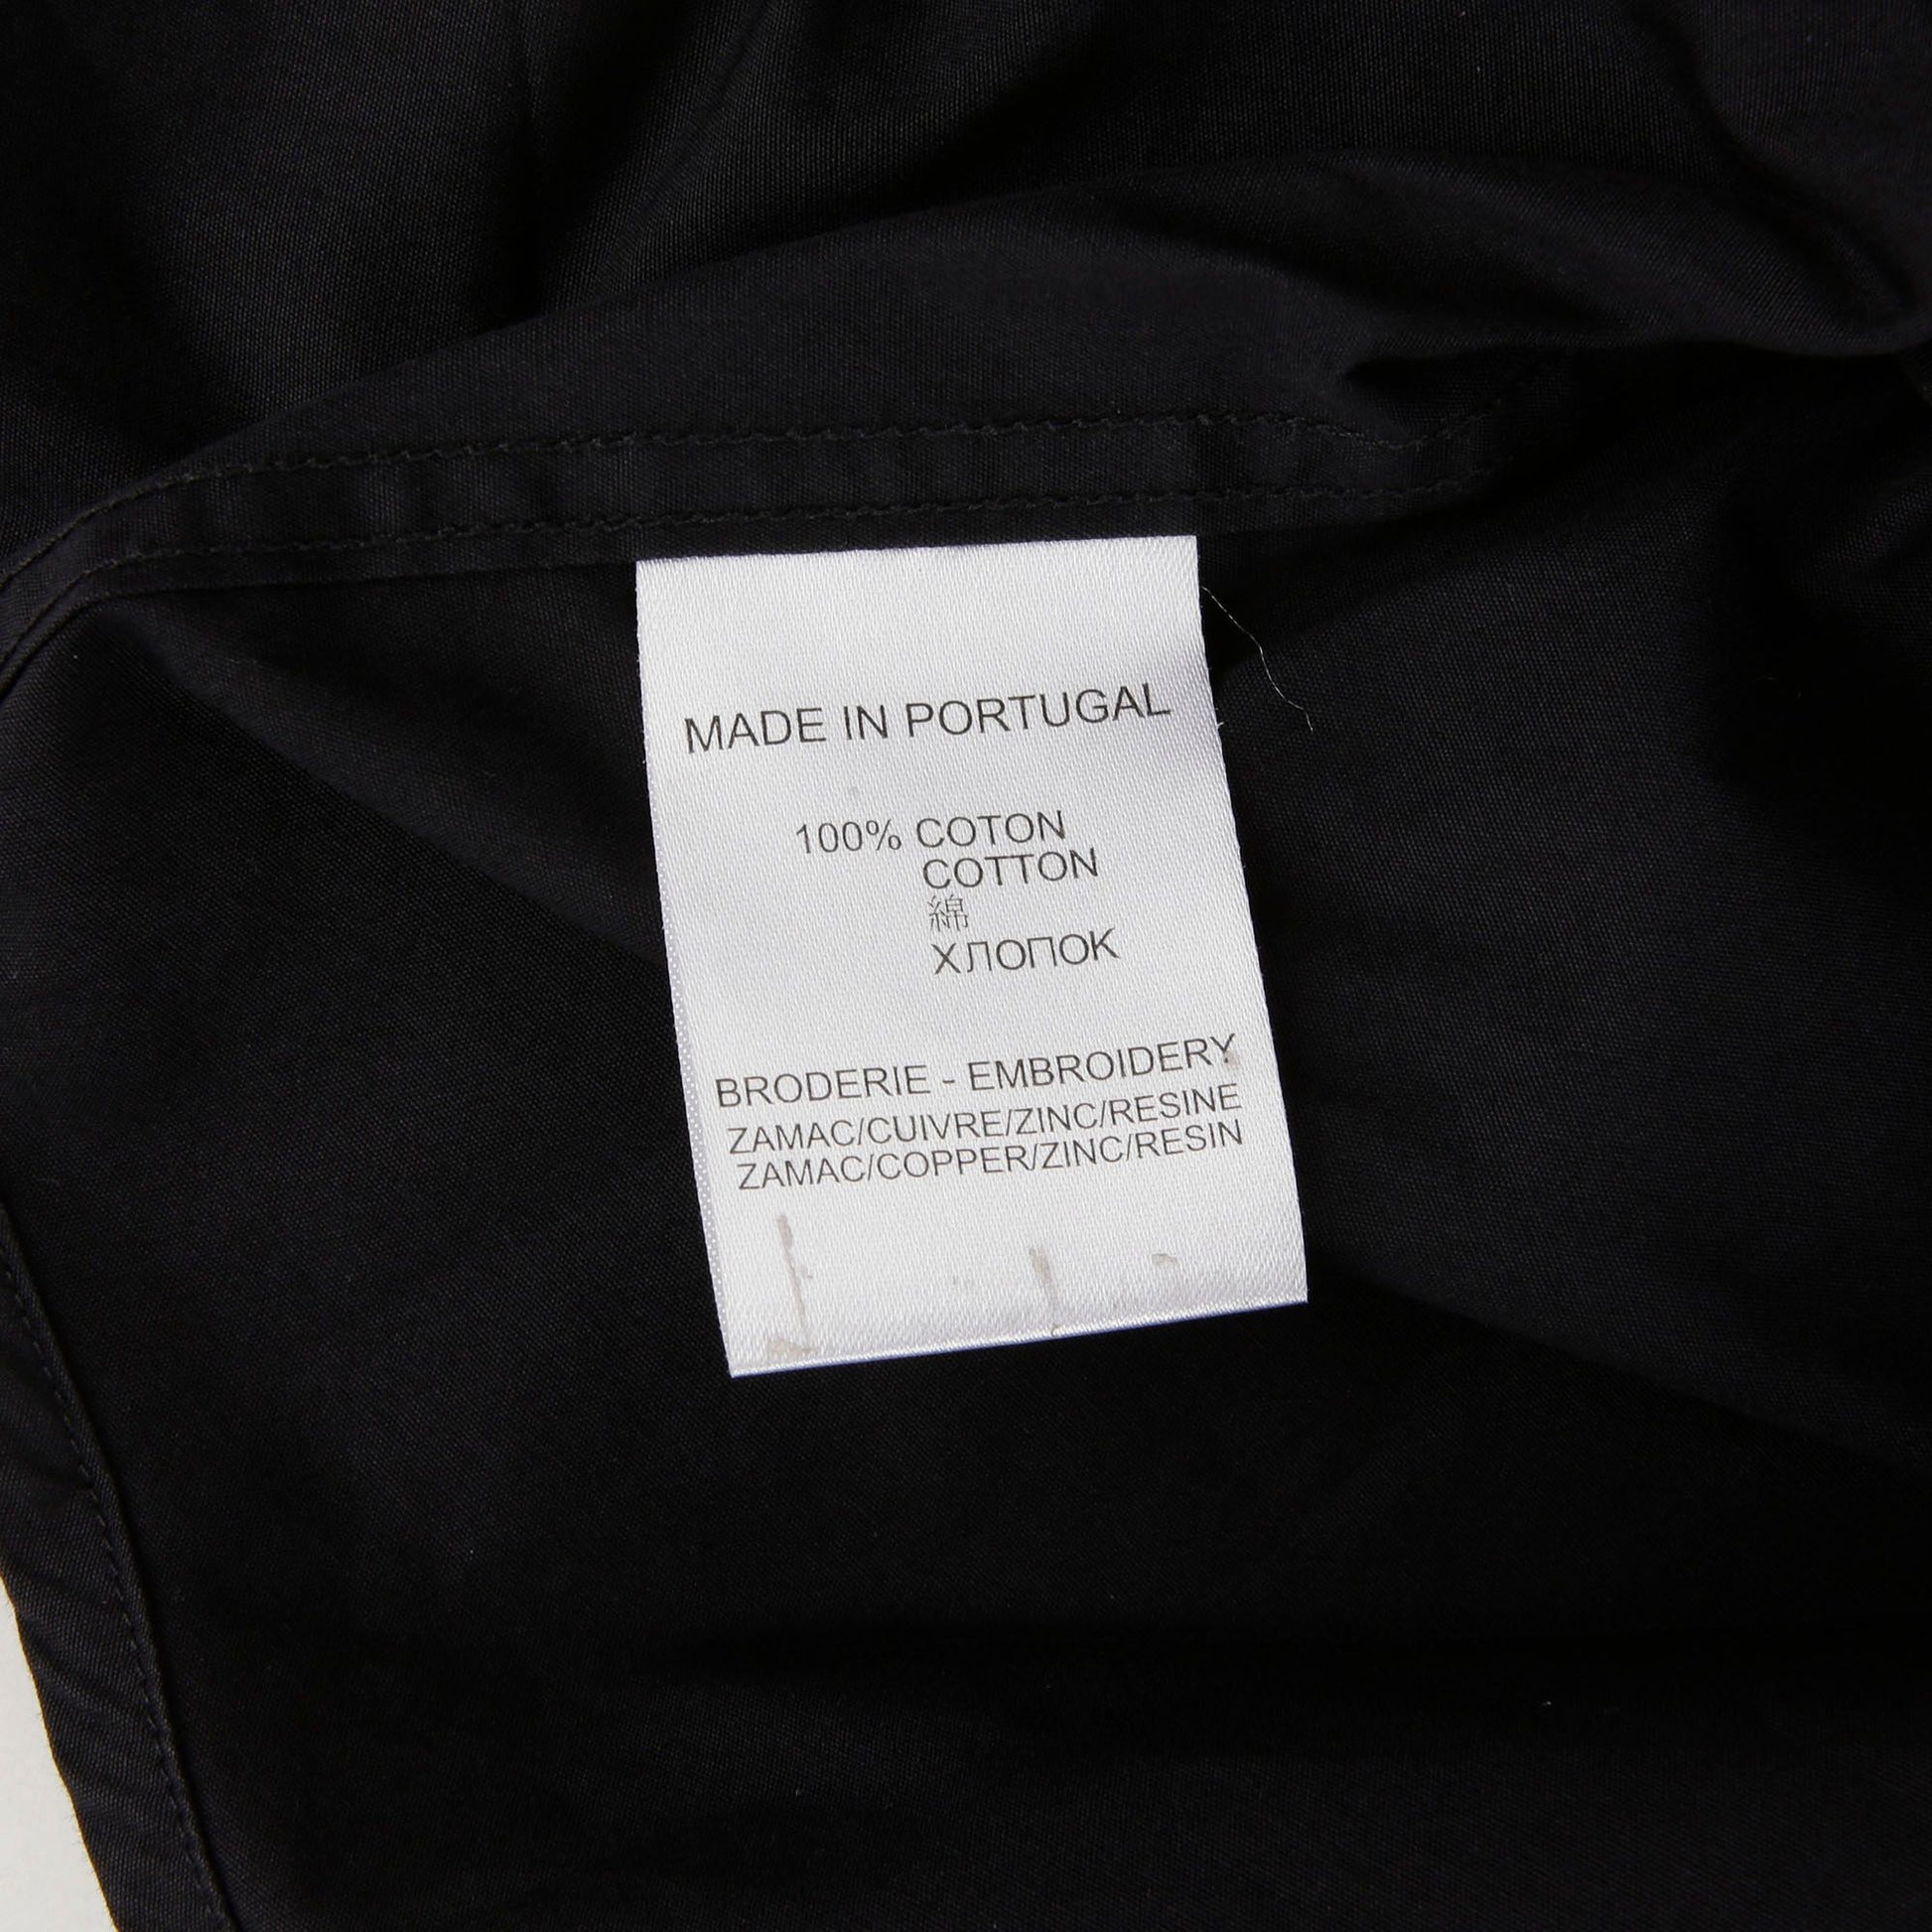 MADE IN PORTUGAL
100% COTON
COTTON
綿
ХЛОПОК
BRODERIE - EMBROIDERY
ZAMAC/CUIVRE/ZINC/RESINE
ZAMAC/COPPER/ZINC/RESIN